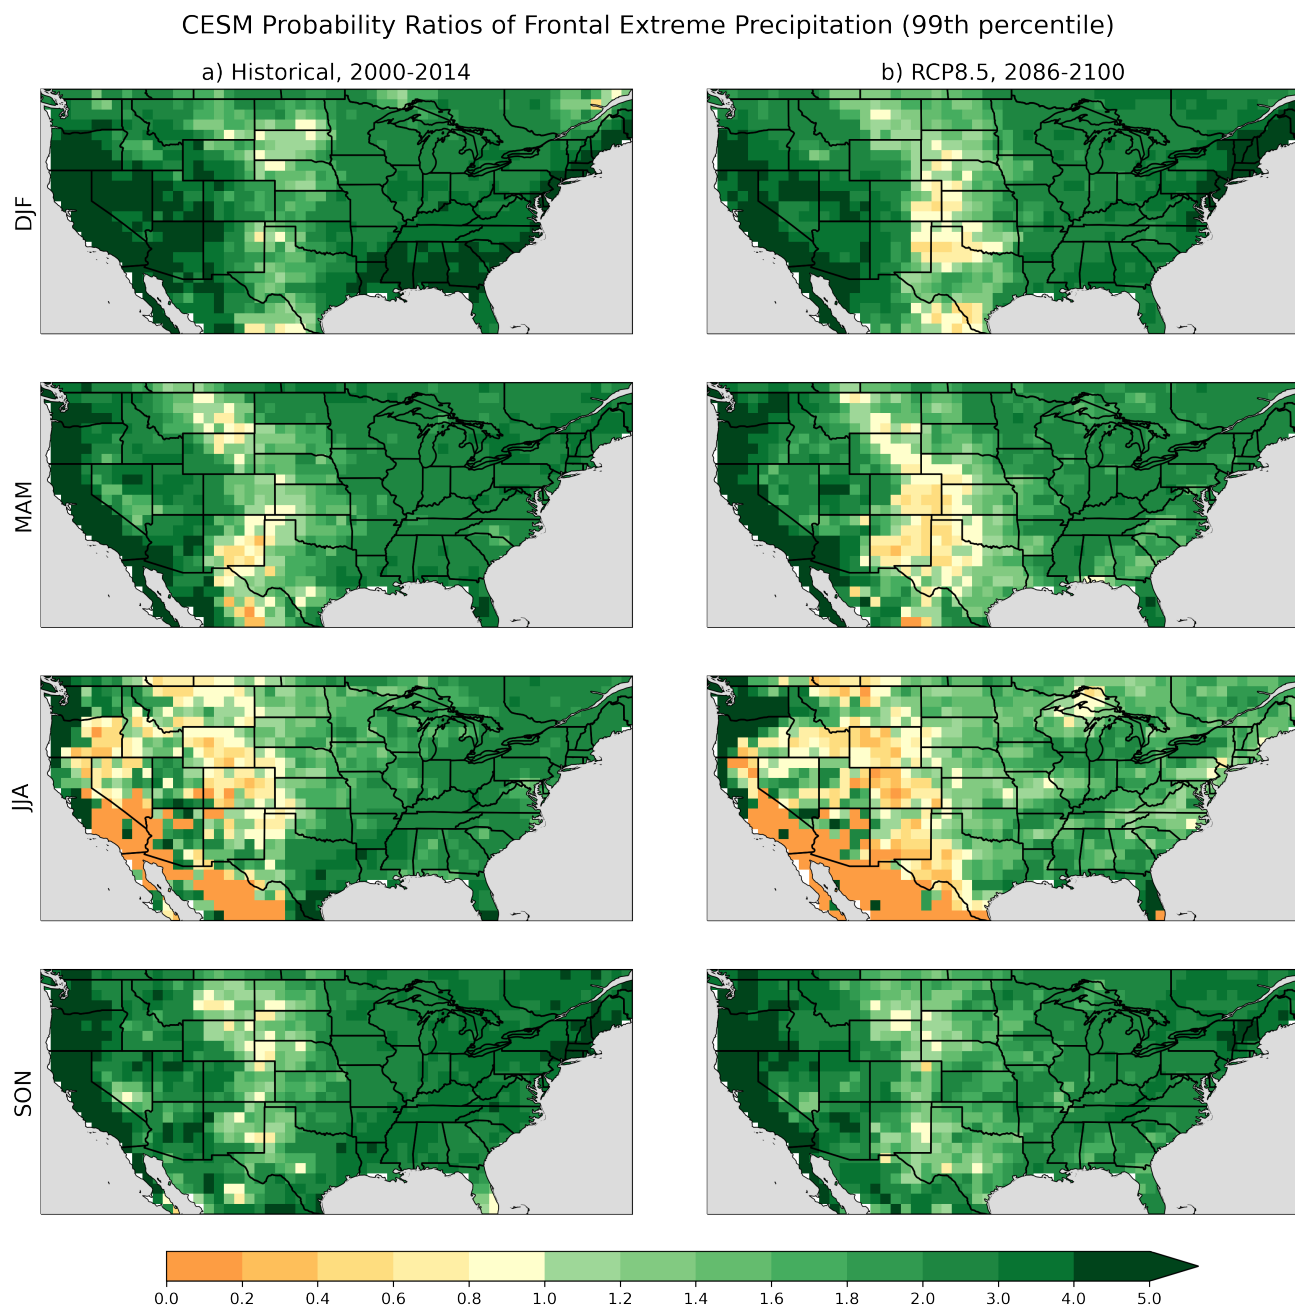 CESM Probability Ratios of Frontal Extreme Precipitation (99th percentile)
a) Historical, 2000-2014
b) RCP8.5, 2086-2100
DJF
MAM
JJA
SON
0.0 0.2 0.4 0.6 0.8 1.0 1.2 1.4 1.6 1.8 2.0 3.0 4.0 5.0